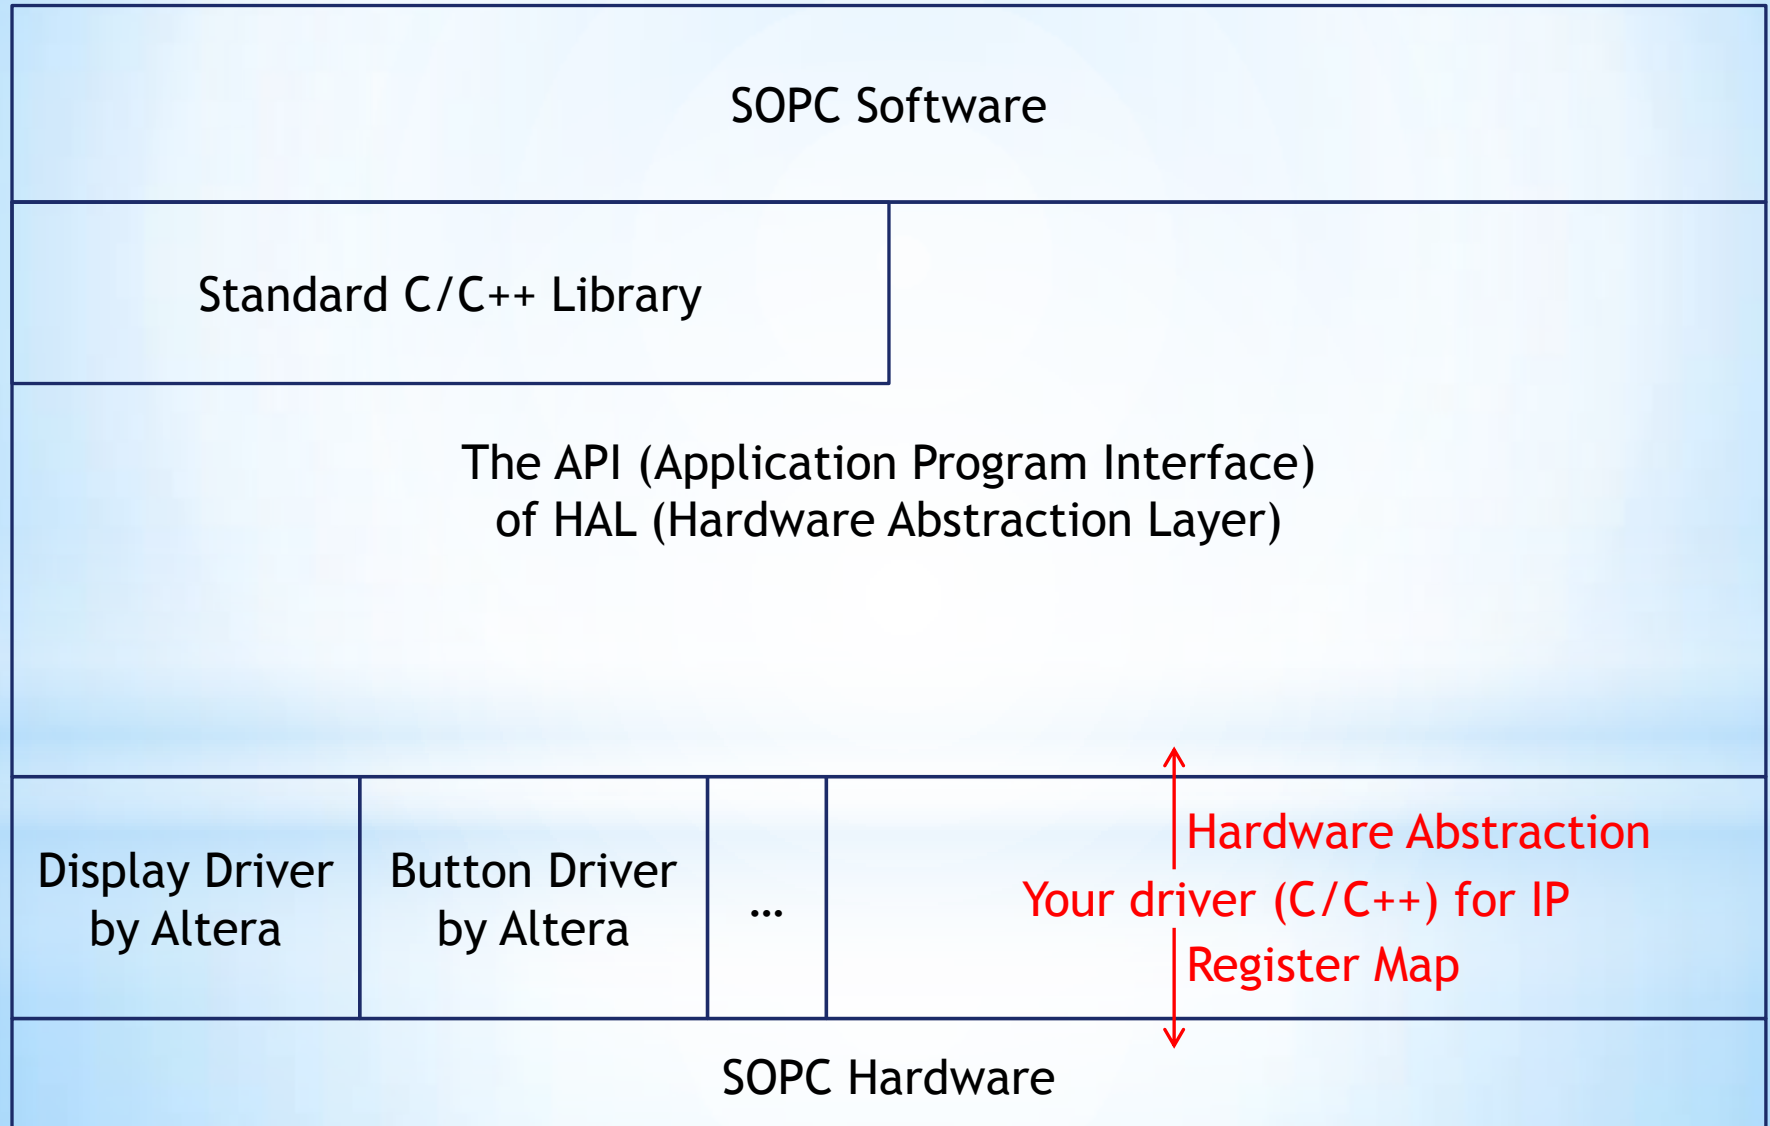 SOPC Software
Standard C/C++ Library
The API (Application Program Interface)
of HAL (Hardware Abstraction Layer)
Display Driver
by Altera
Button Driver
by Altera
…
Hardware Abstraction
Your driver (C/C++) for IP
Register Map
SOPC Hardware